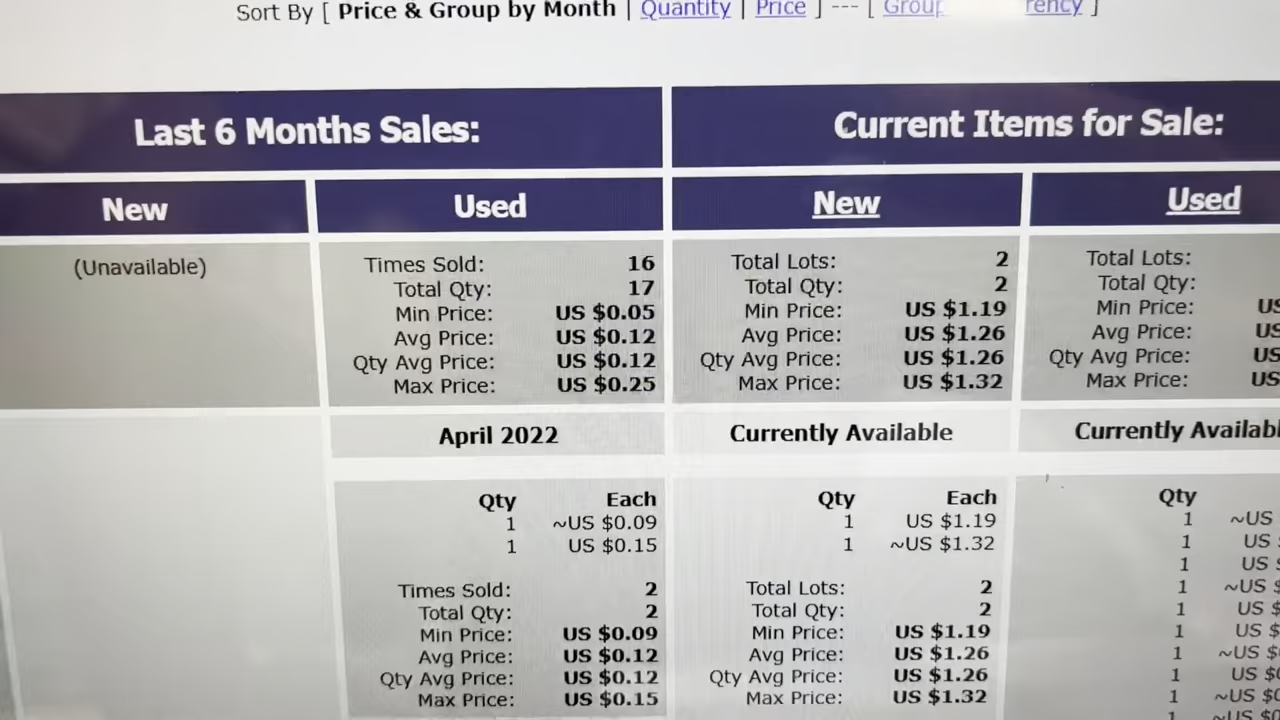 Sort By [ Price & Group by Month | Quantity | Price ] --- [ Group ]
Last 6 Months Sales:
Current Items for Sale:
New
Used
New
Used
(Unavailable)
Times Sold: 16
Total Qty: 17
Min Price: US $0.05
Avg Price: US $0.12
Qty Avg Price: US $0.12
Max Price: US $0.25
Total Lots: 2
Total Qty: 2
Min Price: US $1.19
Avg Price: US $1.26
Qty Avg Price: US $1.26
Max Price: US $1.32
Total Lots:
Total Qty:
Min Price: US
Avg Price: US
Qty Avg Price: US
Max Price: US
April 2022
Currently Available
Currently Availabl
Qty Each
1 ~US $0.09
1 US $0.15
Times Sold: 2
Total Qty: 2
Min Price: US $0.09
Avg Price: US $0.12
Qty Avg Price: US $0.12
Max Price: US $0.15
Qty Each
1 US $1.19
1 ~US $1.32
Total Lots: 2
Total Qty: 2
Min Price: US $1.19
Avg Price: US $1.26
Qty Avg Price: US $1.26
Max Price: US $1.32
Qty
1 ~US
1 US
1 US
1 ~US $
1 US $
1 US $
1 ~US $
1 US $
1 ~US $0
1 ~US $0